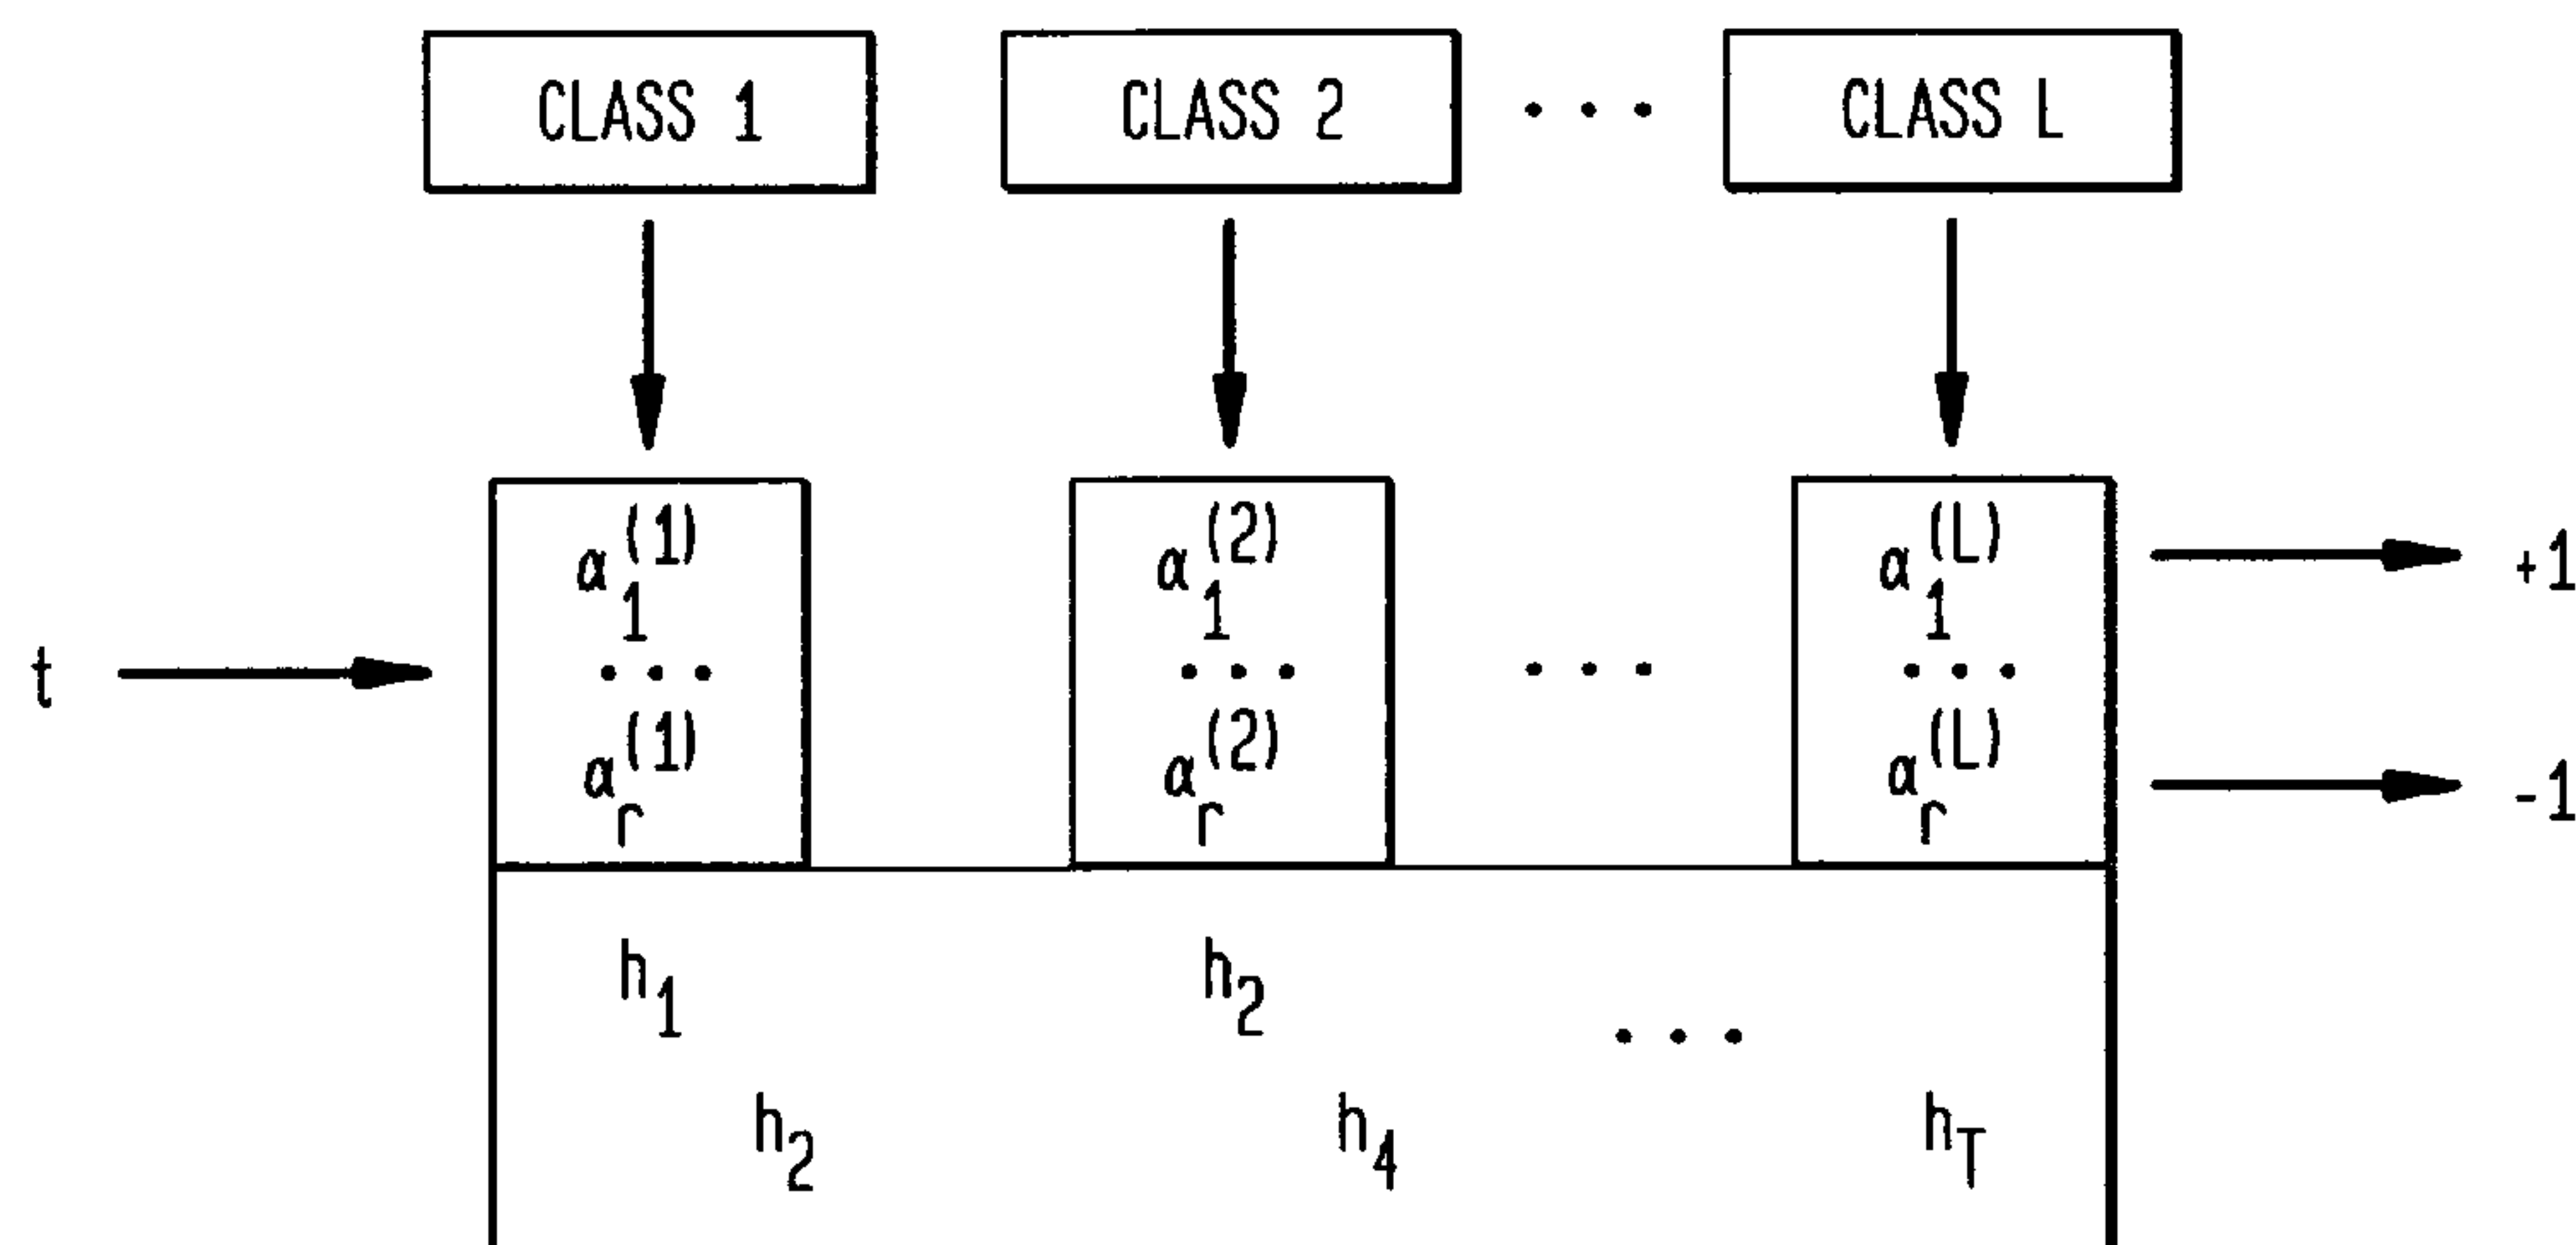 CLASS 1 CLASS 2 . . . CLASS L
α₁⁽¹⁾ α₁⁽²⁾ α₁⁽ᴸ⁾ +1
t . . . . . . . . . . . .
αᵣ⁽¹⁾ αᵣ⁽²⁾ αᵣ⁽ᴸ⁾ -1
h₁ h₂
. . .
h₂ h₄ h_T